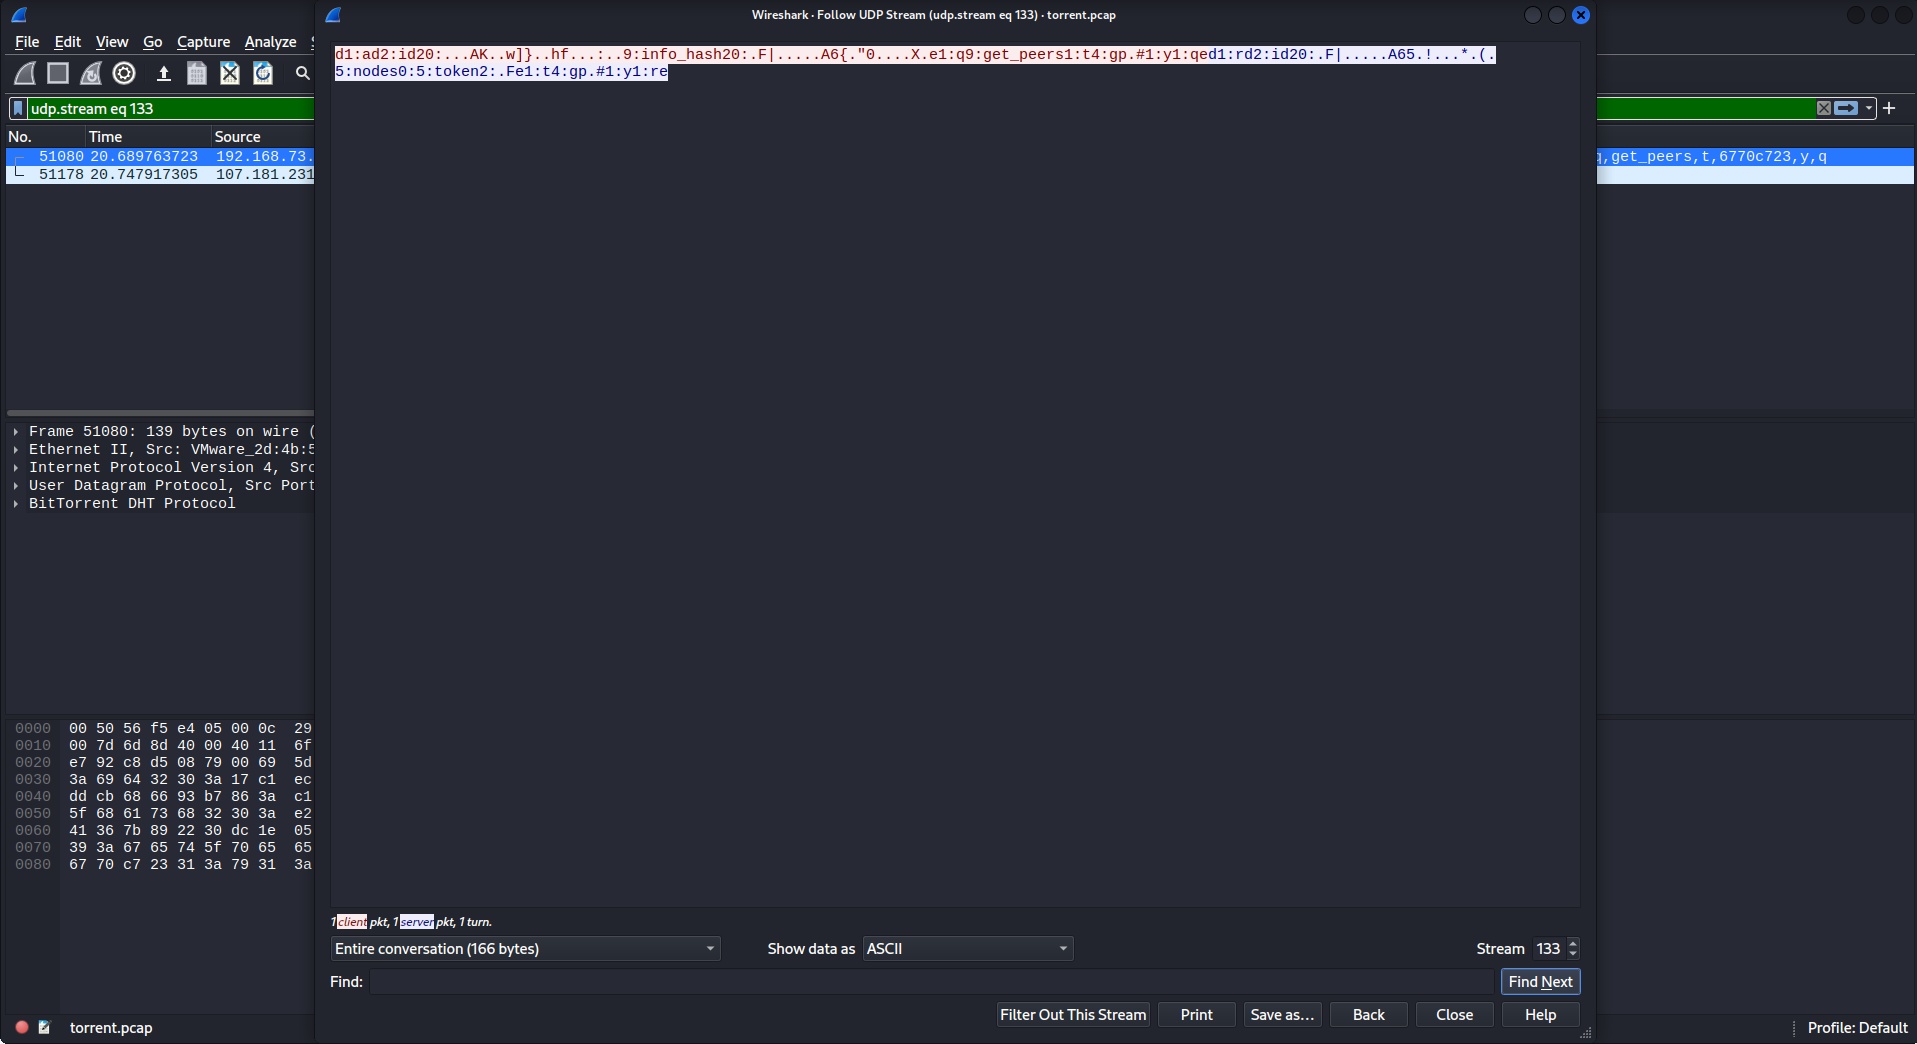 Wireshark · Follow UDP Stream (udp.stream eq 133) · torrent.pcap
File Edit View Go Capture Analyze
udp.stream eq 133
No. Time Source
51080 20.689763723 192.168.73.
q,get_peers,t,6770c723,y,q
51178 20.747917305 107.181.231
d1:ad2:id20:...AK..w]}..hf...:..9:info_hash20:.F|.....A6{."0....X.e1:q9:get_peers1:t4:gp.#1:y1:qed1:rd2:id20:.F|.....A65.!...*.(.
5:nodes0:5:token2:.Fe1:t4:gp.#1:y1:re
Frame 51080: 139 bytes on wire (
Ethernet II, Src: VMware_2d:4b:5
Internet Protocol Version 4, Src
User Datagram Protocol, Src Port
BitTorrent DHT Protocol
0000 00 50 56 f5 e4 05 00 0c 29
0010 00 7d 6d 8d 40 00 40 11 6f
0020 e7 92 c8 d5 08 79 00 69 5d
0030 3a 69 64 32 30 3a 17 c1 ec
0040 dd cb 68 66 93 b7 86 3a c1
0050 5f 68 61 73 68 32 30 3a e2
0060 41 36 7b 89 22 30 dc 1e 05
0070 39 3a 67 65 74 5f 70 65 65
0080 67 70 c7 23 31 3a 79 31 3a
1 client pkt, 1 server pkt, 1 turn.
Entire conversation (166 bytes) Show data as ASCII Stream 133
Find: Find Next
Filter Out This Stream Print Save as… Back Close Help
torrent.pcap Profile: Default